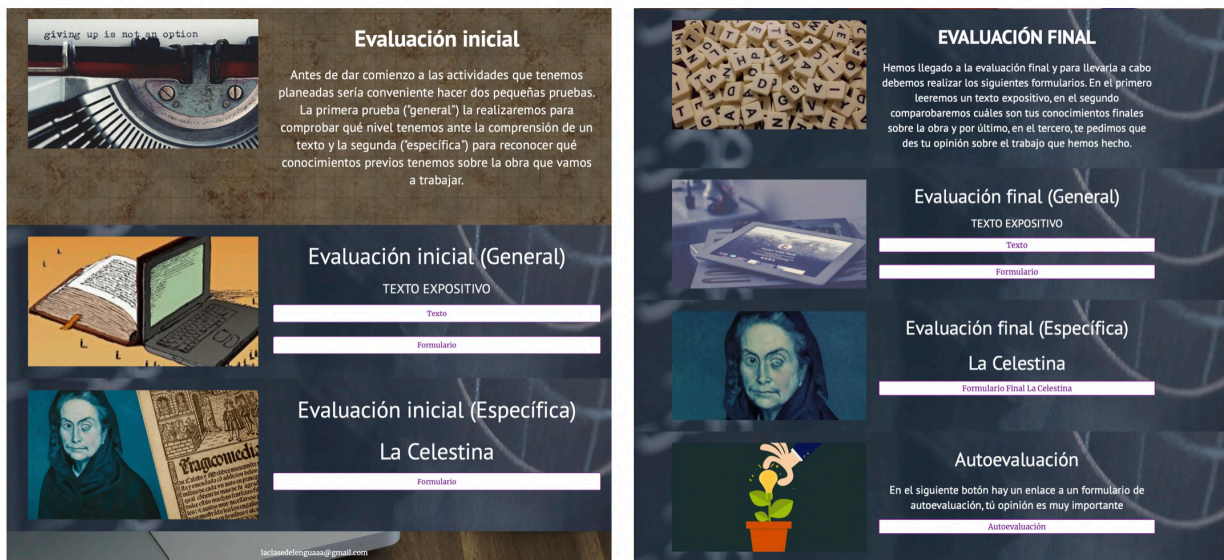 giving up is not an option
Evaluación inicial
Antes de dar comienzo a las actividades que tenemos
planeadas sería conveniente hacer dos pequeñas pruebas.
La primera prueba ("general") la realizaremos para
comprobar qué nivel tenemos ante la comprensión de un
texto y la segunda ("específica") para reconocer qué
conocimientos previos tenemos sobre la obra que vamos
a trabajar.
Evaluación inicial (General)
TEXTO EXPOSITIVO
Texto
Formulario
Tragicomedia
Evaluación inicial (Específica)
La Celestina
Formulario
laclasedelenguaaa@gmail.com
EVALUACIÓN FINAL
Hemos llegado a la evaluación final y para llevarla a cabo
debemos realizar los siguientes formularios. En el primero
leeremos un texto expositivo, en el segundo
comparobaremos cuáles son tus conocimientos finales
sobre la obra y por último, en el tercero, te pedimos que
des tu opinión sobre el trabajo que hemos hecho.
Evaluación final (General)
TEXTO EXPOSITIVO
Texto
Formulario
Evaluación final (Específica)
La Celestina
Formulario Final La Celestina
Autoevaluación
En el siguiente botón hay un enlace a un formulario de
autoevaluación, tú opinión es muy importante
Autoevaluación